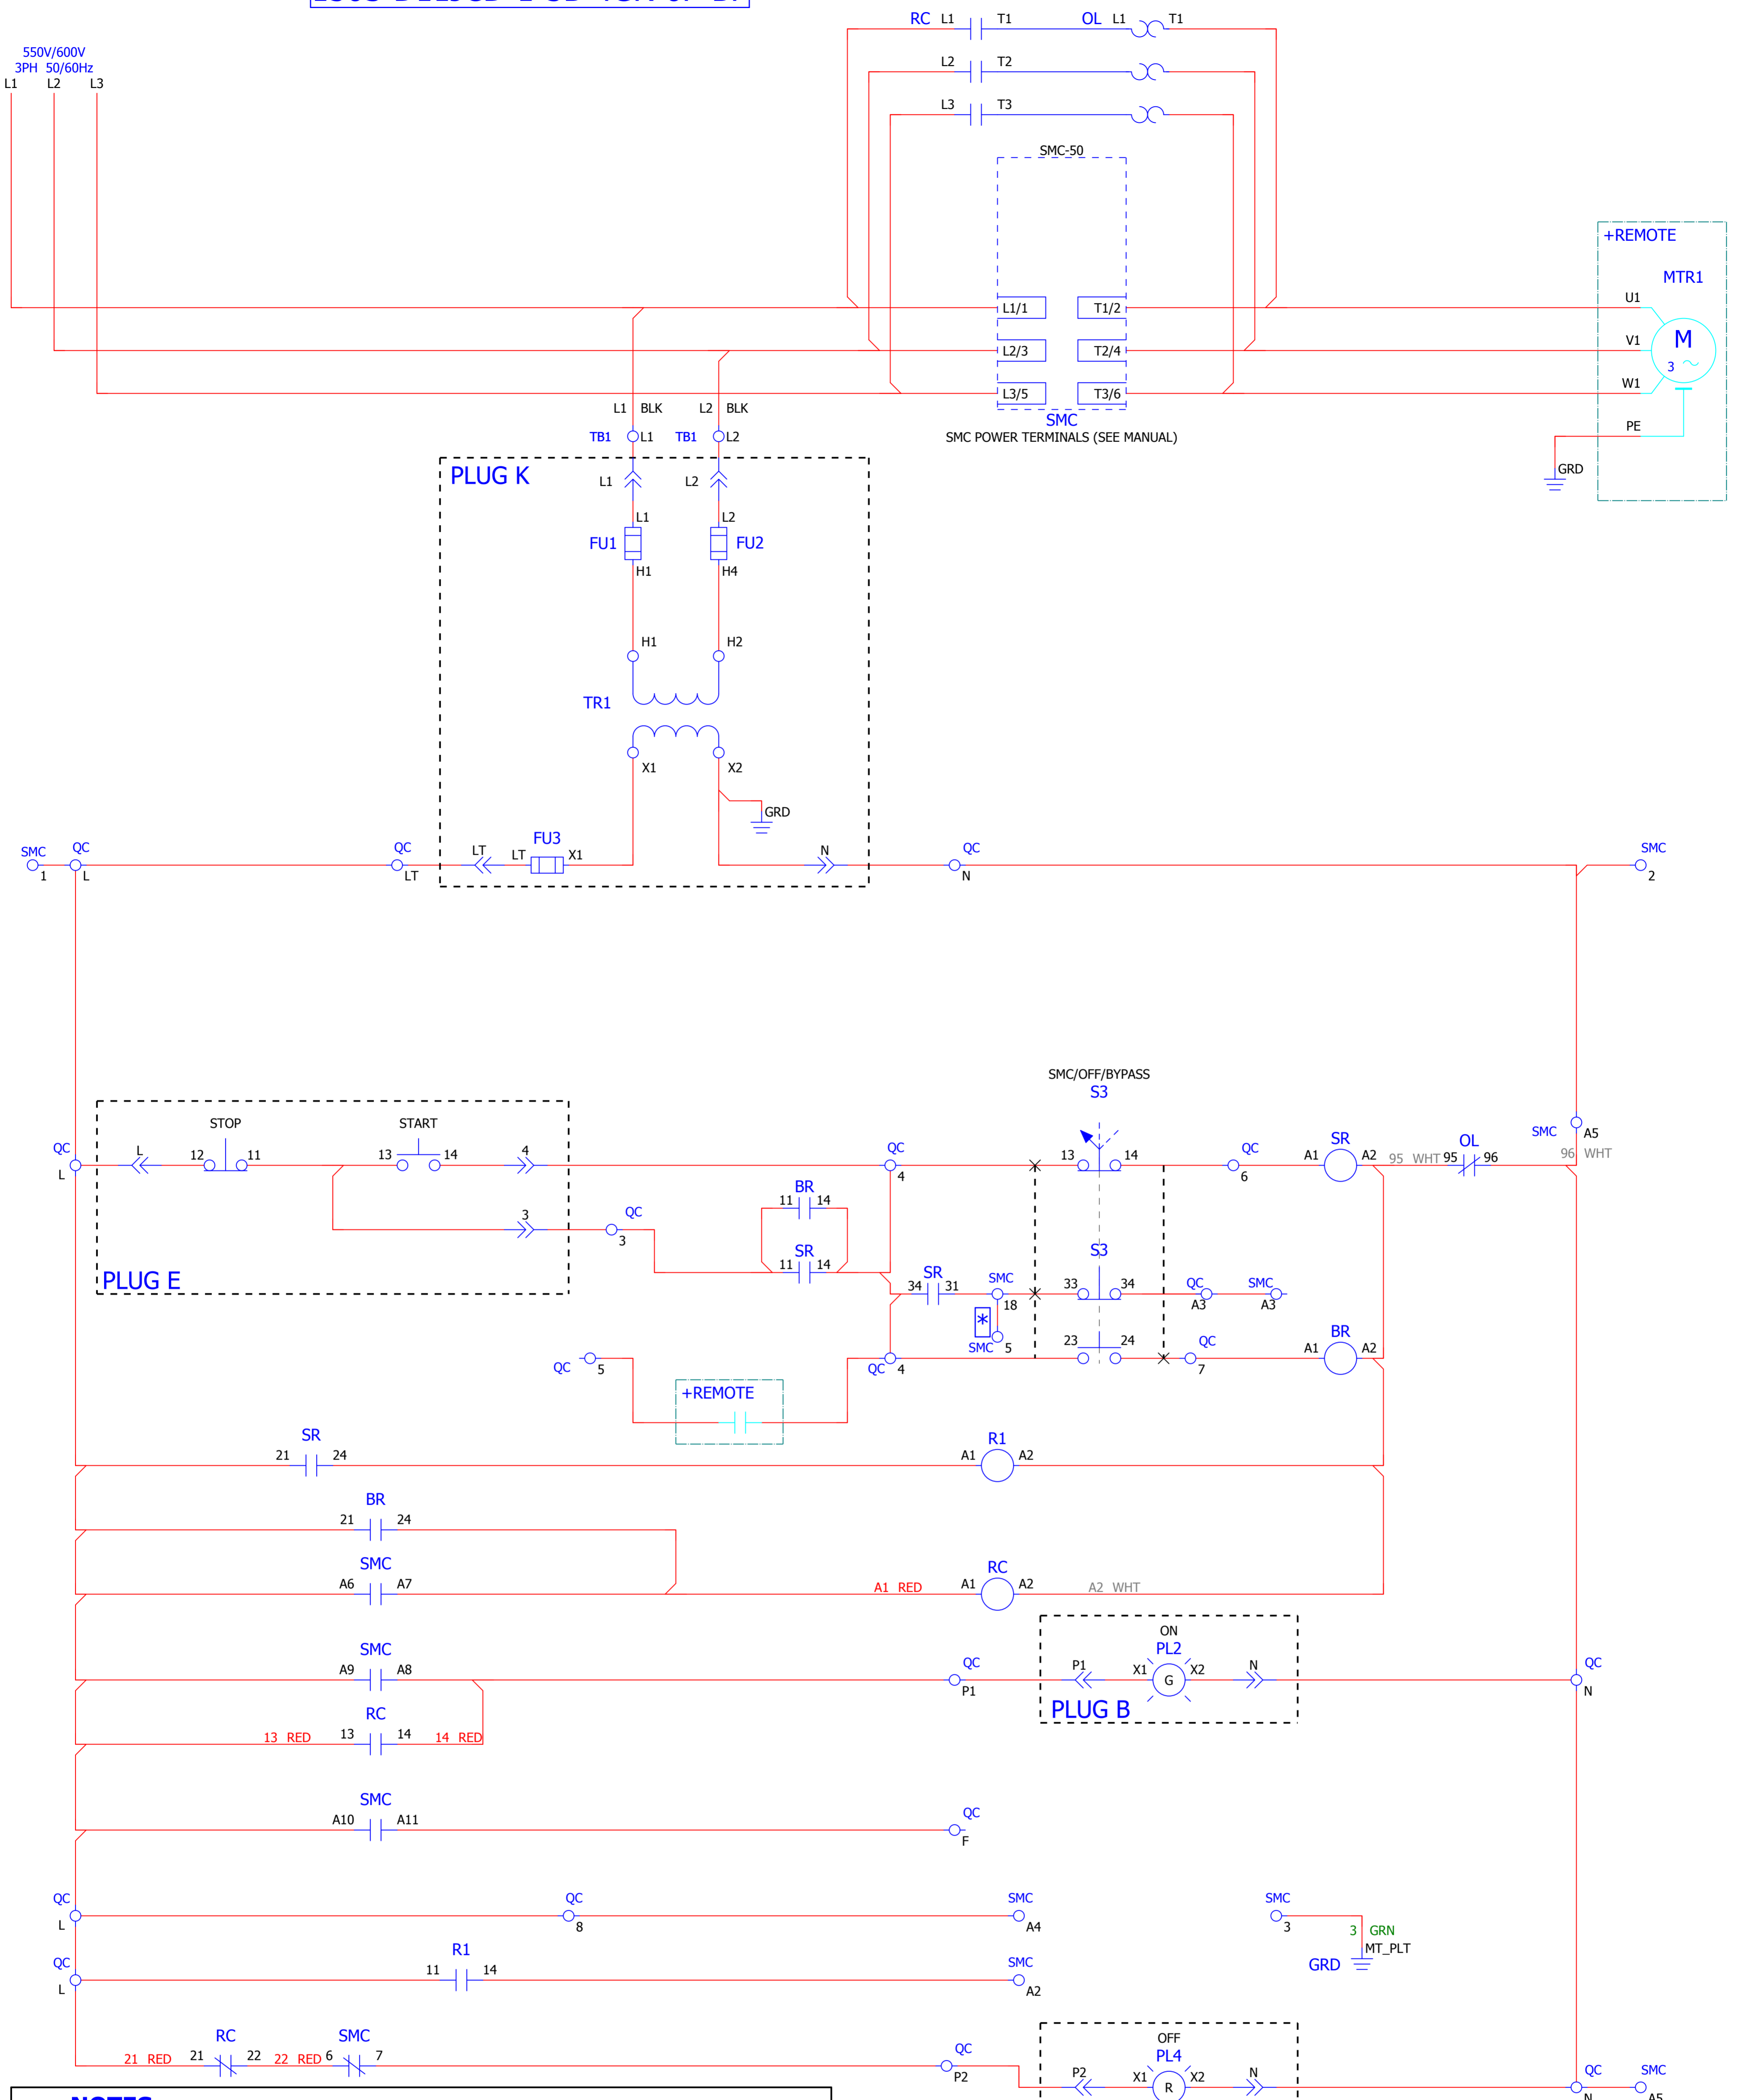 550V/600V
3PH 50/60Hz
L1 L2 L3
RC L1 T1 OL L1 T1
L2 T2
L3 T3
SMC-50
L1/1 T1/2
L2/3 T2/4
L3/5 T3/6
SMC
SMC POWER TERMINALS (SEE MANUAL)
+REMOTE
MTR1
U1
V1
W1
M
3
PE
GRD
L1 BLK L2 BLK
TB1 L1 TB1 L2
PLUG K
L1 L2
L1 L2
FU1 FU2
H1 H4
H1 H2
TR1
X1 X2
GRD
FU3
LT LT X1 N
SMC QC QC QC SMC
1 L LT N 2
SMC/OFF/BYPASS
S3
STOP START
QC L 12 11 13 14 4 QC 13 14 QC SR OL SMC A5
L 4 6 A1 A2 95 WHT 95 96 96 WHT
BR
11 14
3 QC
3
SR
11 14
S3
PLUG E
SR SMC QC SMC
34 31 18 33 34 A3 A3
*
SMC 5
23 24 QC BR
QC 5 QC 4 7 A1 A2
+REMOTE
SR R1
21 24 A1 A2
BR
21 24
SMC RC
A6 A7 A1 RED A1 A2 A2 WHT
ON
SMC QC PL2 QC
A9 A8 P1 P1 X1 G X2 N N
PLUG B
RC
13 RED 13 14 14 RED
SMC QC
A10 A11 F
QC QC SMC SMC
L 8 A4 3
3 GRN
MT_PLT
GRD
QC R1 SMC
L 11 14 A2
OFF
RC SMC QC PL4 QC SMC
21 RED 21 22 22 RED 6 7 P2 P2 X1 R X2 N N A5